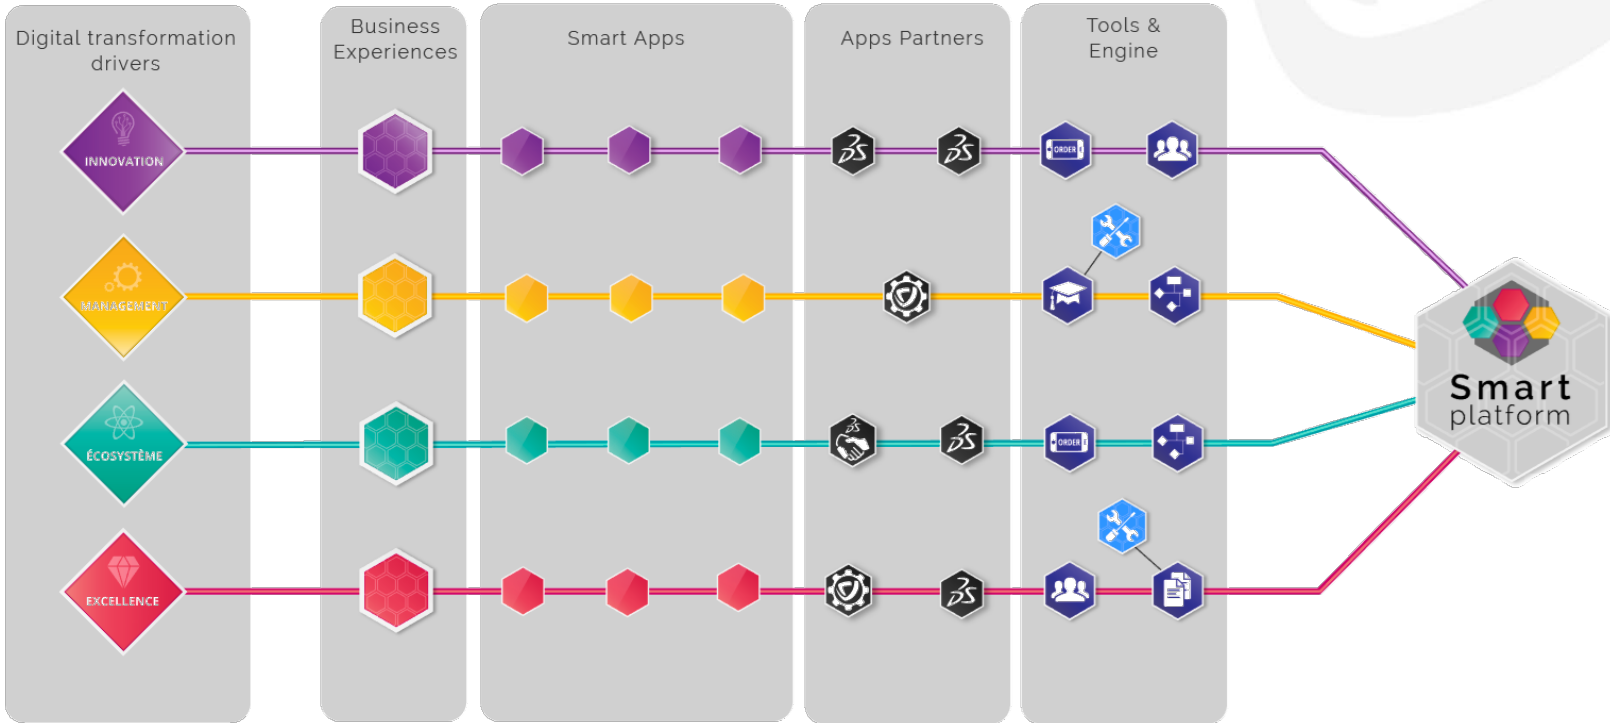 Digital transformation
drivers
Business
Experiences
Smart Apps
Apps Partners
Tools &
Engine
INNOVATION
ORDER
MANAGEMENT
ÉCOSYSTÈME
ORDER
EXCELLENCE
Smart
platform